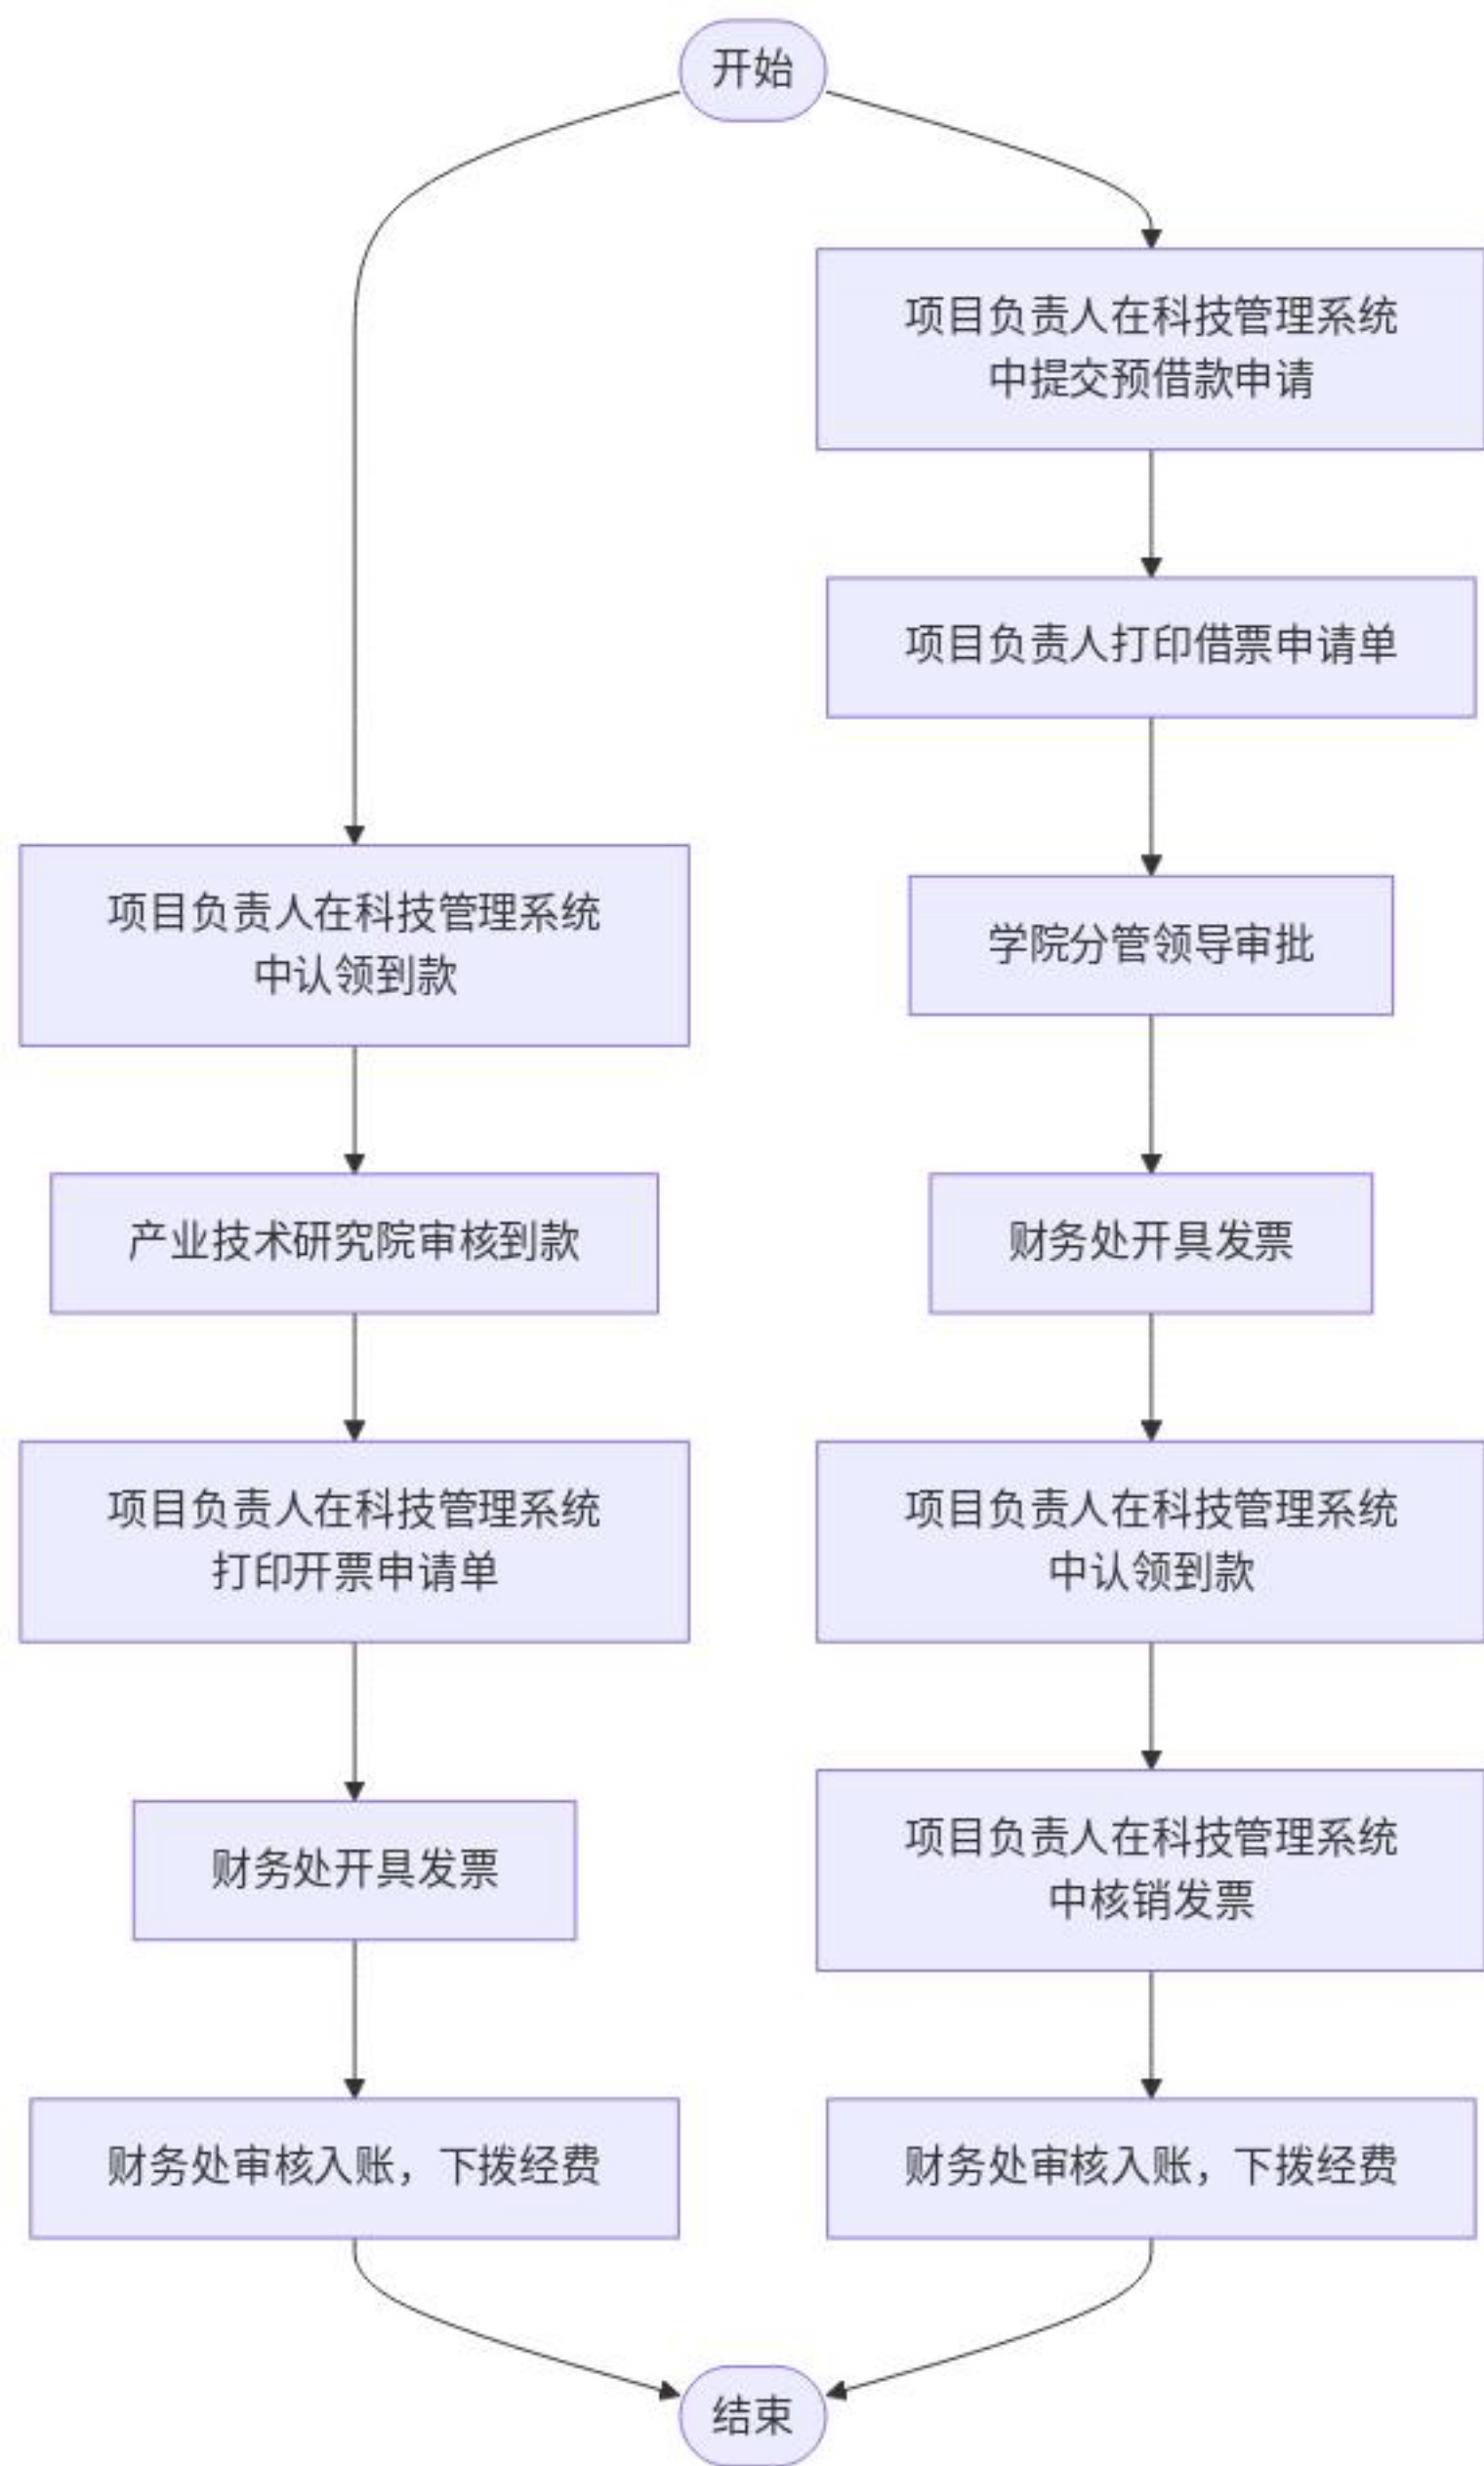 开始
项目负责人在科技管理系统
中提交预借款申请
项目负责人打印借票申请单
项目负责人在科技管理系统
中认领到款
学院分管领导审批
产业技术研究院审核到款
财务处开具发票
项目负责人在科技管理系统
打印开票申请单
项目负责人在科技管理系统
中认领到款
财务处开具发票
项目负责人在科技管理系统
中核销发票
财务处审核入账，下拨经费
财务处审核入账，下拨经费
结束